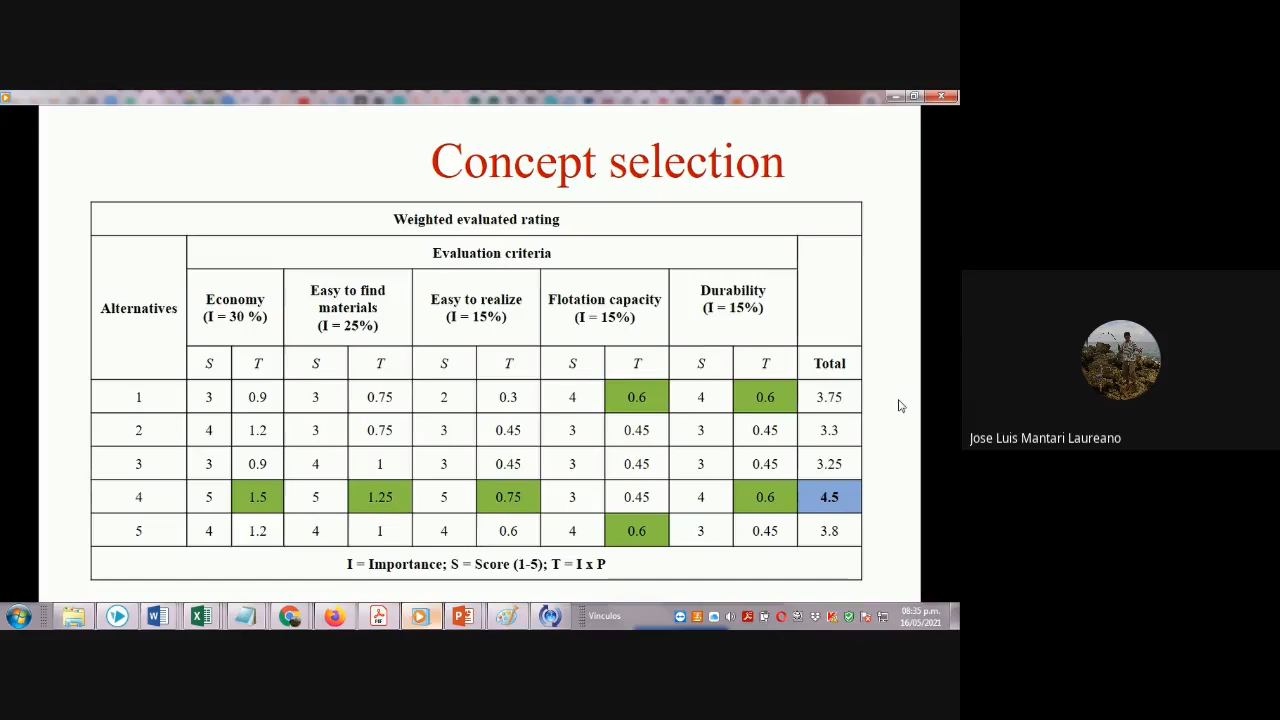 Concept selection
Weighted evaluated rating
Evaluation criteria
Alternatives
Economy
(I = 30 %)
Easy to find
materials
(I = 25%)
Easy to realize
(I = 15%)
Flotation capacity
(I = 15%)
Durability
(I = 15%)
S T S T S T S T S T Total
1 3 0.9 3 0.75 2 0.3 4 0.6 4 0.6 3.75
2 4 1.2 3 0.75 3 0.45 3 0.45 3 0.45 3.3
3 3 0.9 4 1 3 0.45 3 0.45 3 0.45 3.25
4 5 1.5 5 1.25 5 0.75 3 0.45 4 0.6 4.5
5 4 1.2 4 1 4 0.6 4 0.6 3 0.45 3.8
I = Importance; S = Score (1-5); T = I x P
Jose Luis Mantari Laureano
Vínculos
08:35 p.m.
16/05/2021